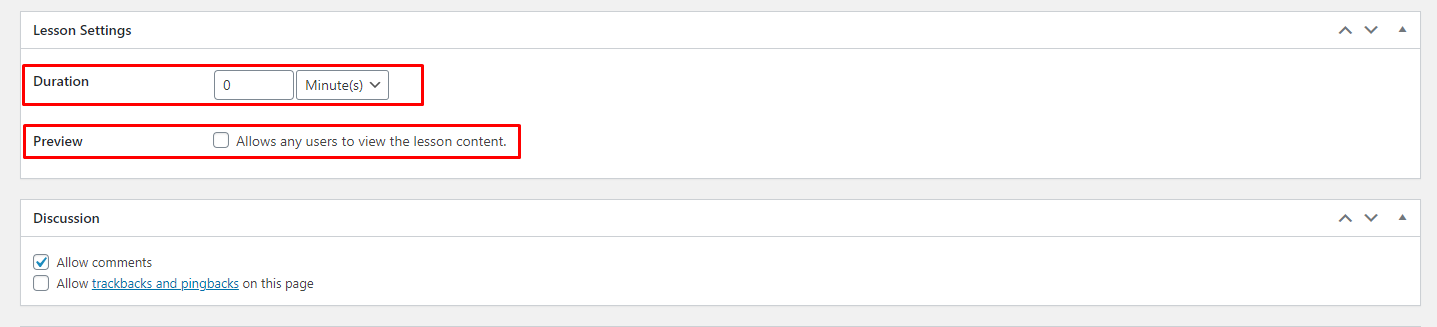 Lesson Settings
Duration 0 Minute(s)
Preview Allows any users to view the lesson content.
Discussion
Allow comments
Allow trackbacks and pingbacks on this page